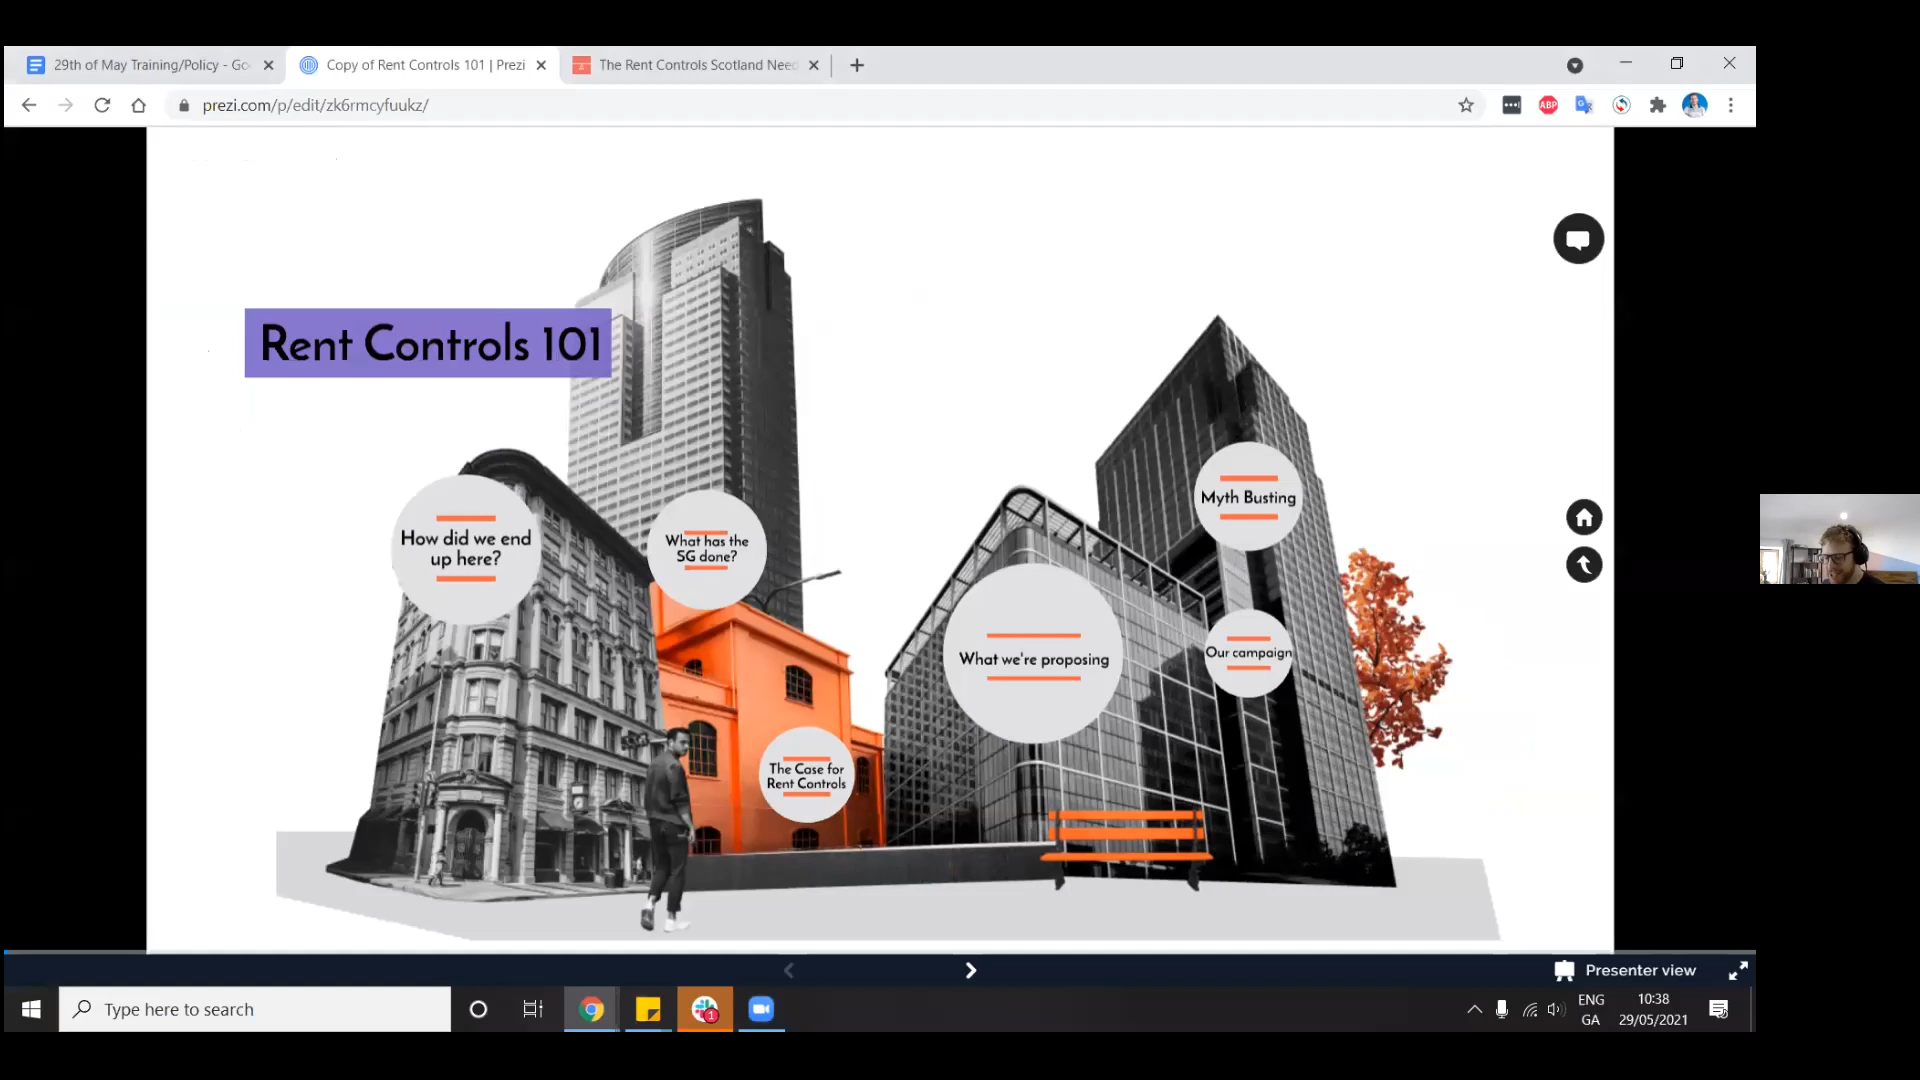 29th of May Training/Policy - Go
Copy of Rent Controls 101 | Prezi
The Rent Controls Scotland Need
prezi.com/p/edit/zk6rmcyfuukz/
ABP
Rent Controls 101
How did we end
up here?
What has the
SG done?
The Case for
Rent Controls
What we're proposing
Myth Busting
Our campaign
Presenter view
Type here to search
1
ENG
GA
10:38
29/05/2021